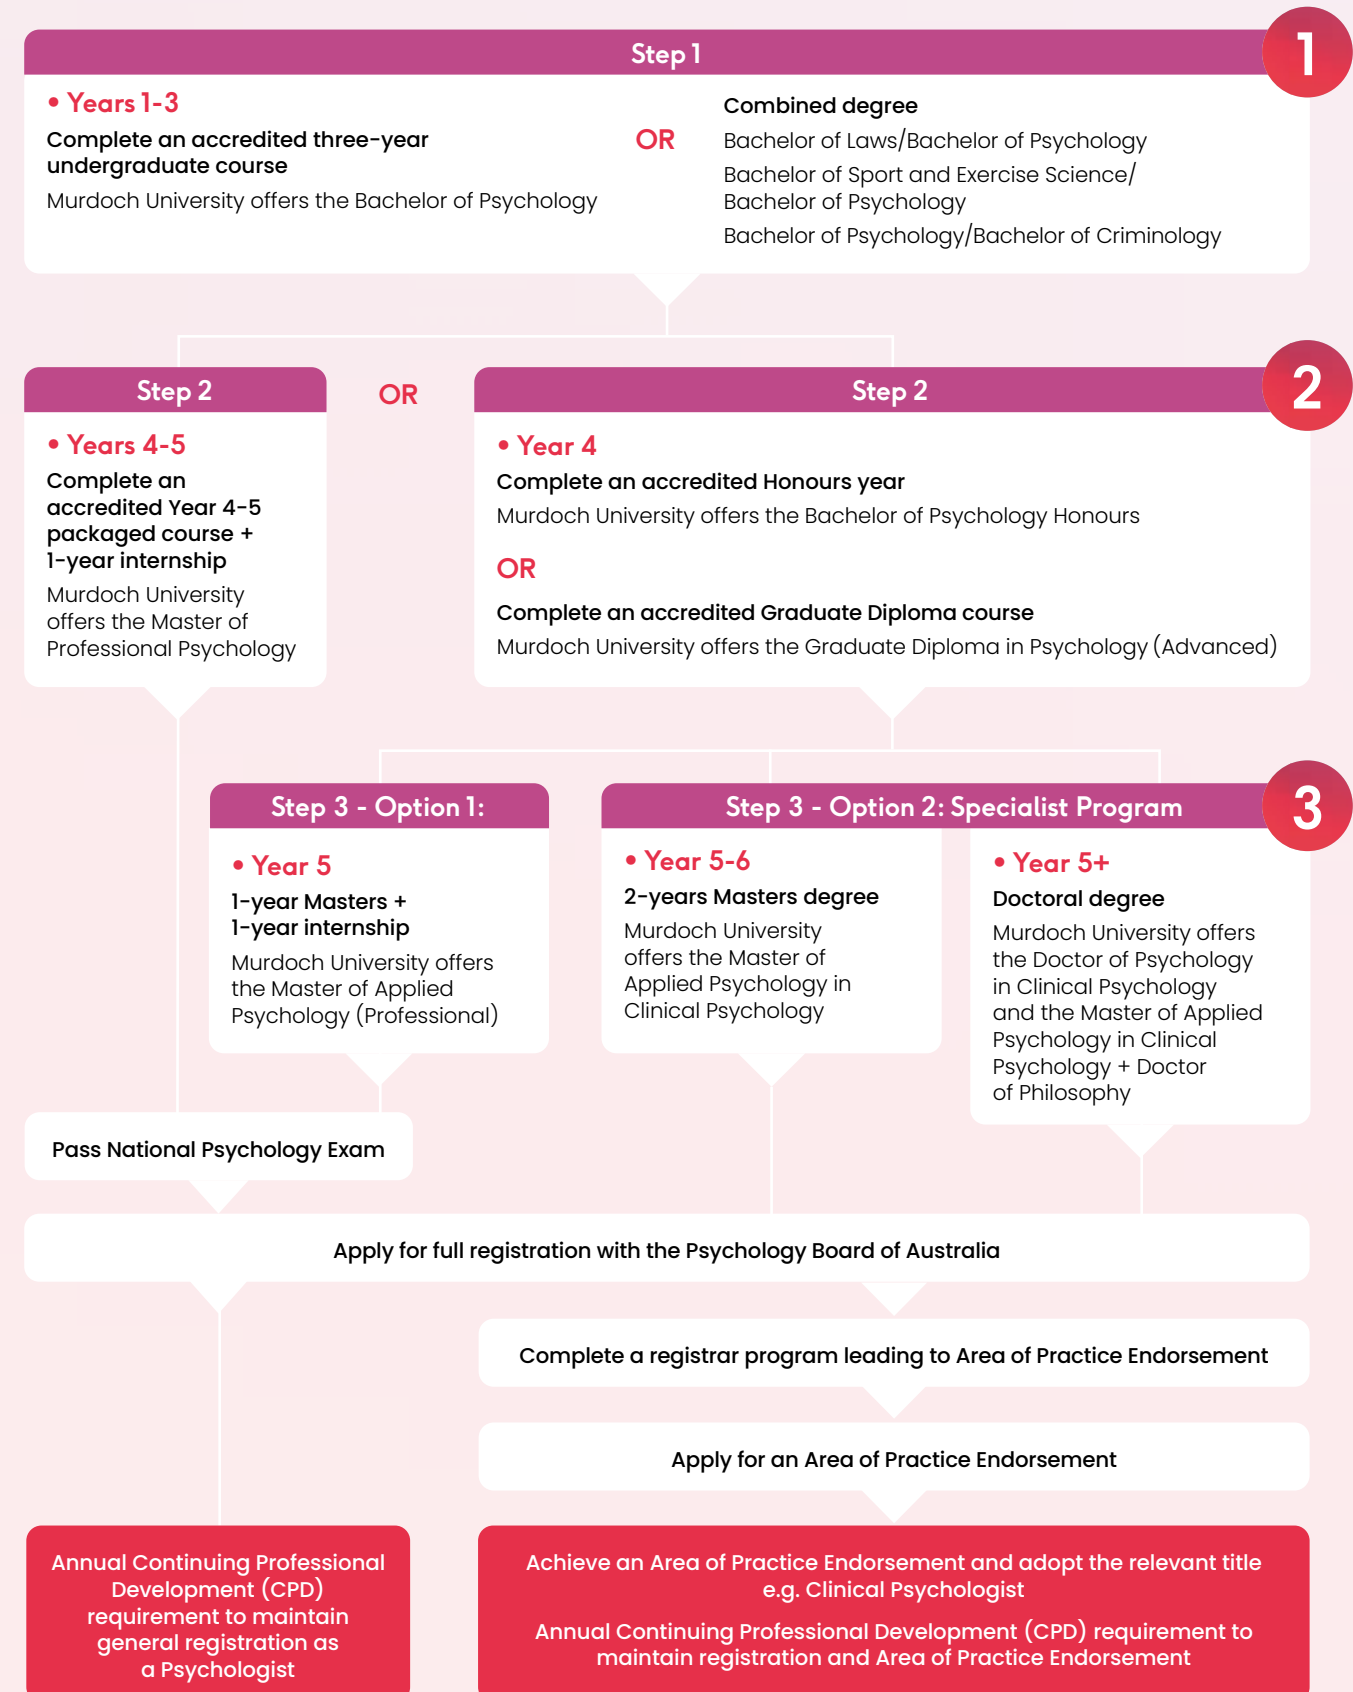 Step 1
1
• Years 1-3
Complete an accredited three-year
undergraduate course
Murdoch University offers the Bachelor of Psychology
OR
Combined degree
Bachelor of Laws/Bachelor of Psychology
Bachelor of Sport and Exercise Science/
Bachelor of Psychology
Bachelor of Psychology/Bachelor of Criminology
Step 2
• Years 4-5
Complete an
accredited Year 4-5
packaged course +
1-year internship
Murdoch University
offers the Master of
Professional Psychology
OR
Step 2
2
• Year 4
Complete an accredited Honours year
Murdoch University offers the Bachelor of Psychology Honours
OR
Complete an accredited Graduate Diploma course
Murdoch University offers the Graduate Diploma in Psychology (Advanced)
Step 3 - Option 1:
• Year 5
1-year Masters +
1-year internship
Murdoch University offers
the Master of Applied
Psychology (Professional)
Step 3 - Option 2: Specialist Program
3
• Year 5-6
2-years Masters degree
Murdoch University
offers the Master of
Applied Psychology in
Clinical Psychology
• Year 5+
Doctoral degree
Murdoch University offers
the Doctor of Psychology
in Clinical Psychology
and the Master of Applied
Psychology in Clinical
Psychology + Doctor
of Philosophy
Pass National Psychology Exam
Apply for full registration with the Psychology Board of Australia
Complete a registrar program leading to Area of Practice Endorsement
Apply for an Area of Practice Endorsement
Annual Continuing Professional
Development (CPD)
requirement to maintain
general registration as
a Psychologist
Achieve an Area of Practice Endorsement and adopt the relevant title
e.g. Clinical Psychologist
Annual Continuing Professional Development (CPD) requirement to
maintain registration and Area of Practice Endorsement